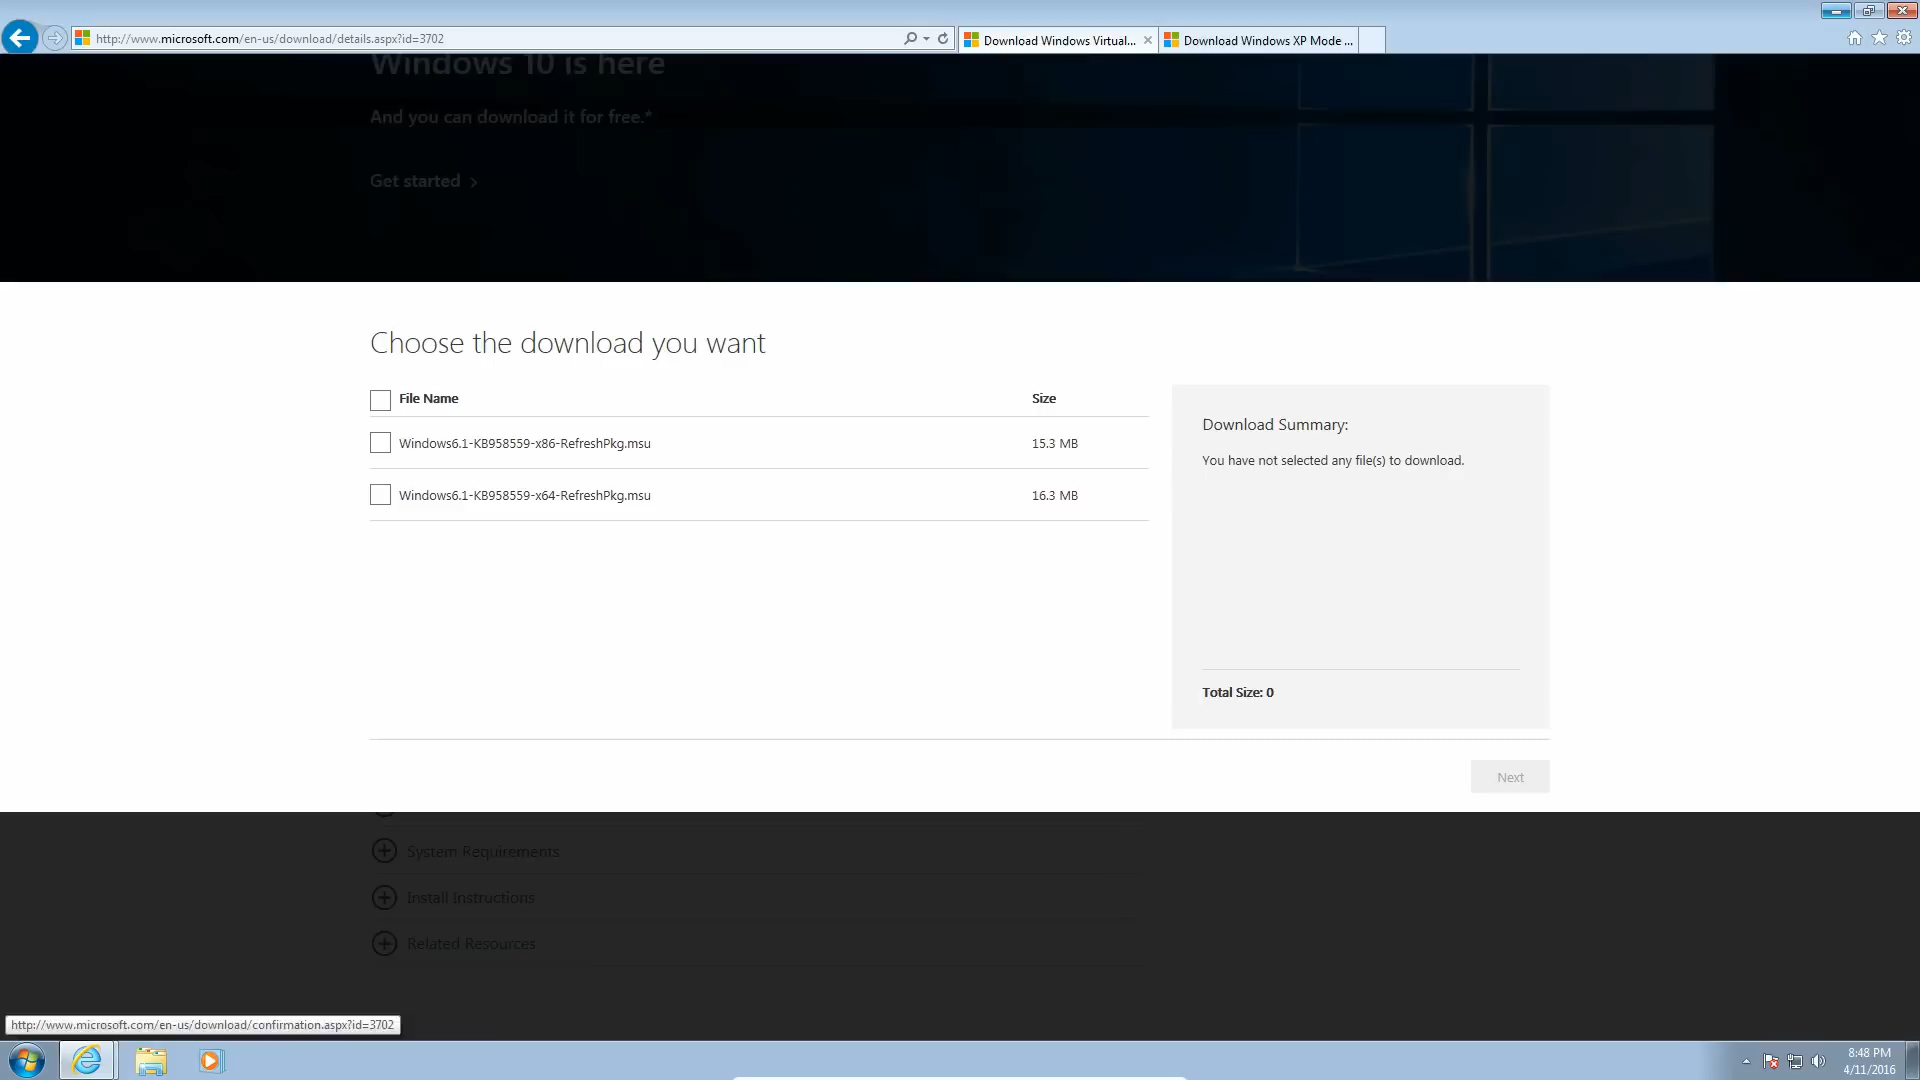 http://www.microsoft.com/en-us/download/details.aspx?id=3702
Download Windows Virtual...
Download Windows XP Mode ...
Windows 10 is here
And you can download it for free.*
Get started
Choose the download you want
File Name
Size
Windows6.1-KB958559-x86-RefreshPkg.msu
15.3 MB
Windows6.1-KB958559-x64-RefreshPkg.msu
16.3 MB
Download Summary:
You have not selected any file(s) to download.
Total Size: 0
Next
System Requirements
Install Instructions
Related Resources
http://www.microsoft.com/en-us/download/confirmation.aspx?id=3702
8:48 PM
4/11/2016